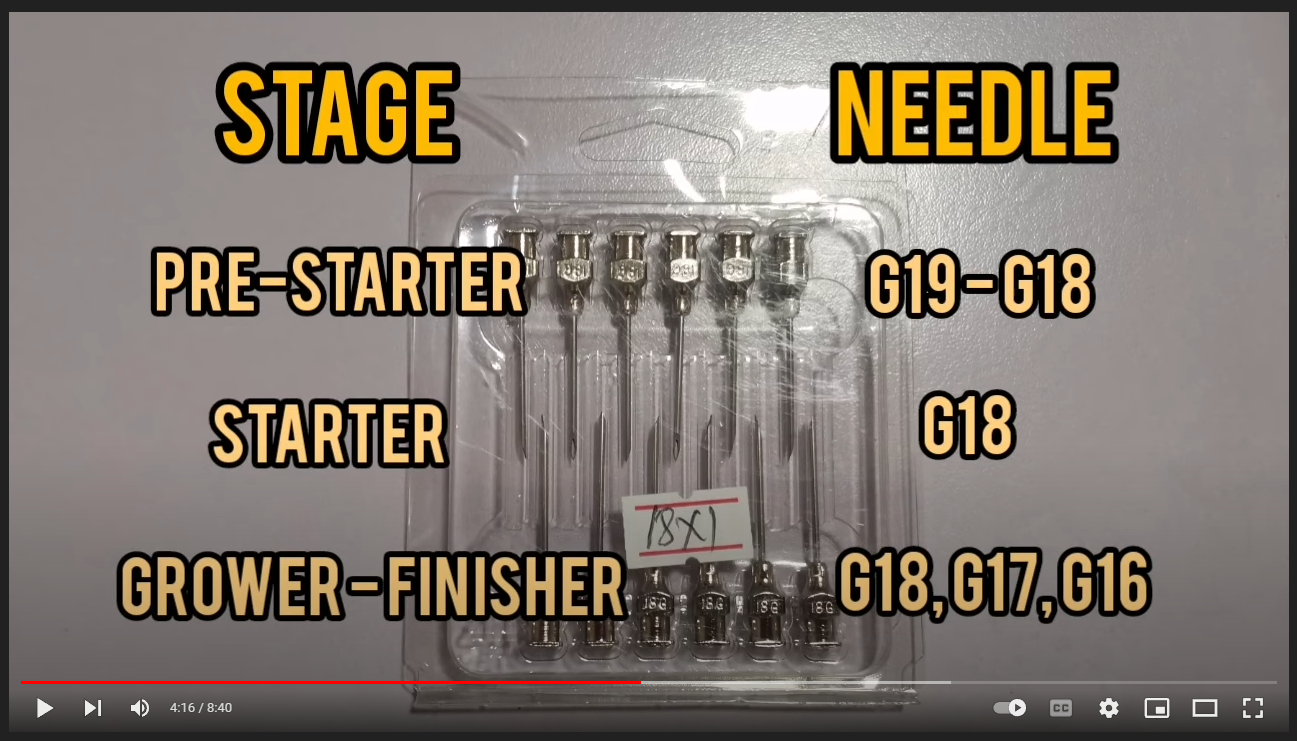 STAGE NEEDLE
PRE-STARTER G19-G18
STARTER G18
18X1
GROWER-FINISHER G18, G17, G16
18G 18G 18G 18G
4:16 / 8:40
CC